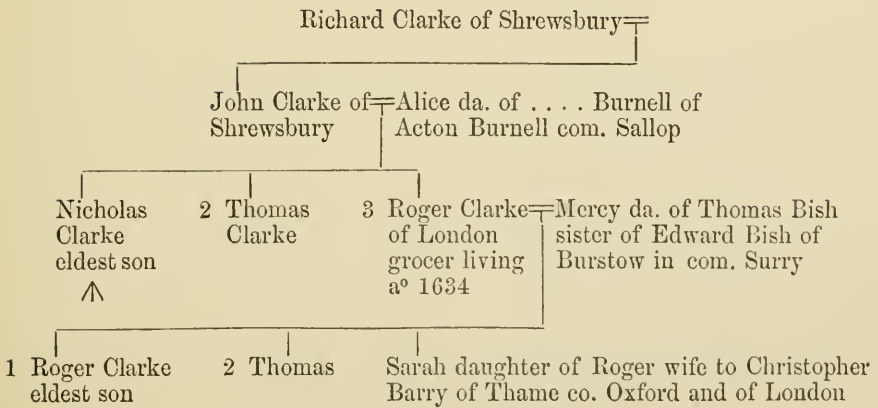 Richard Clarke of Shrewsbury
John Clarke of Shrewsbury
Alice da. of . . . . Burnell of
Acton Burnell com. Sallop
Nicholas
Clarke
eldest son
2 Thomas
Clarke
3 Roger Clarke
of London
grocer living
aº 1634
Mercy da. of Thomas Bish
sister of Edward Bish of
Burstow in com. Surry
1 Roger Clarke
eldest son
2 Thomas
Sarah daughter of Roger wife to Christopher
Barry of Thame co. Oxford and of London